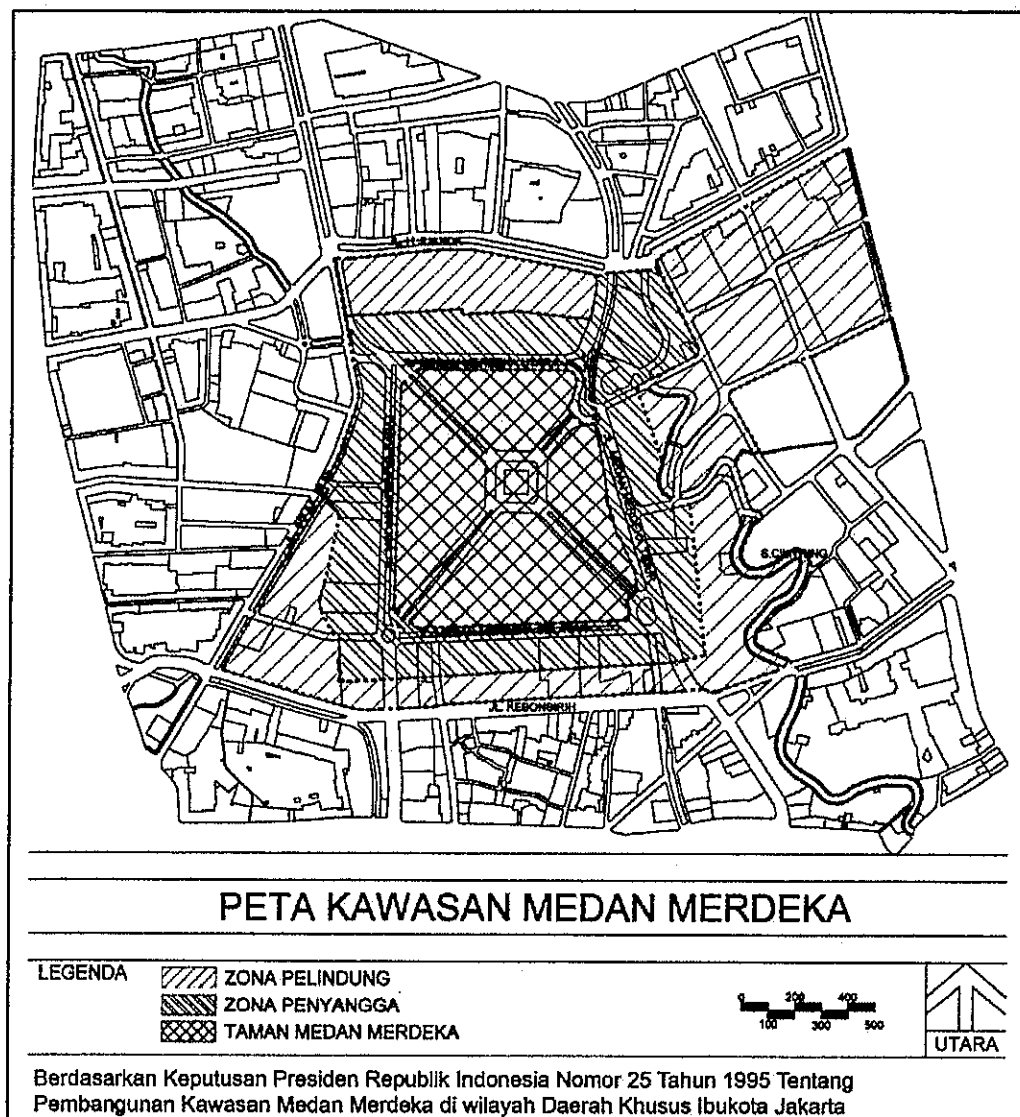 S.CILIWUNG
JL. KEBONSIRIH
PETA KAWASAN MEDAN MERDEKA
LEGENDA
ZONA PELINDUNG
ZONA PENYANGGA
TAMAN MEDAN MERDEKA
0 200 400
100 300 500
UTARA
Berdasarkan Keputusan Presiden Republik Indonesia Nomor 25 Tahun 1995 Tentang
Pembangunan Kawasan Medan Merdeka di wilayah Daerah Khusus Ibukota Jakarta